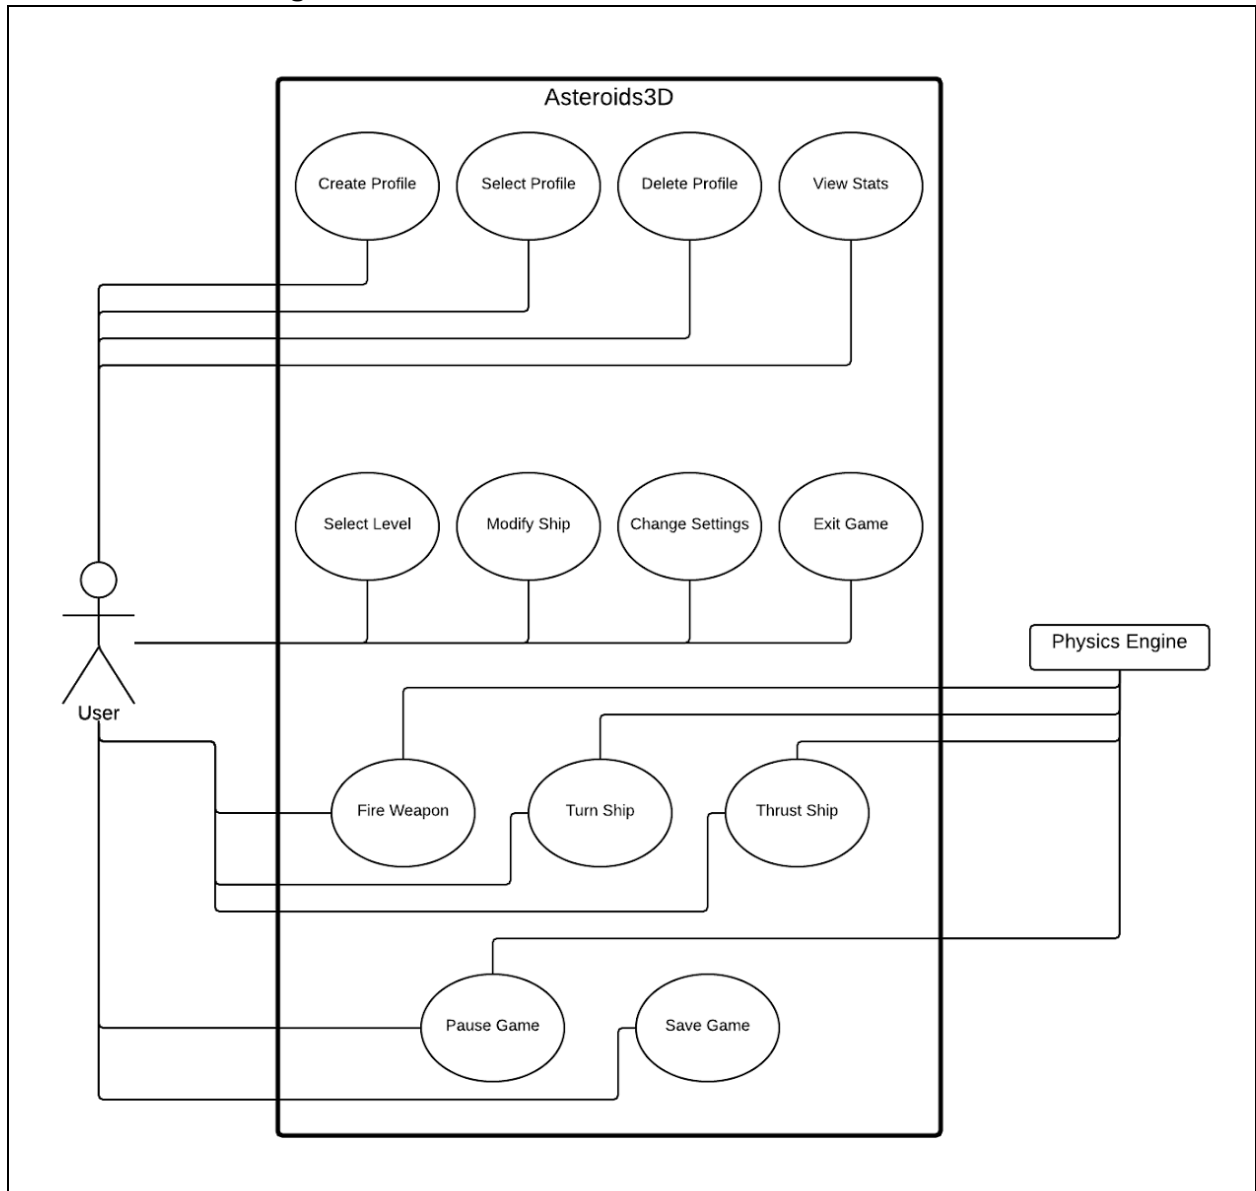 Asteroids3D
Create Profile
Select Profile
Delete Profile
View Stats
Select Level
Modify Ship
Change Settings
Exit Game
Physics Engine
User
Fire Weapon
Turn Ship
Thrust Ship
Pause Game
Save Game